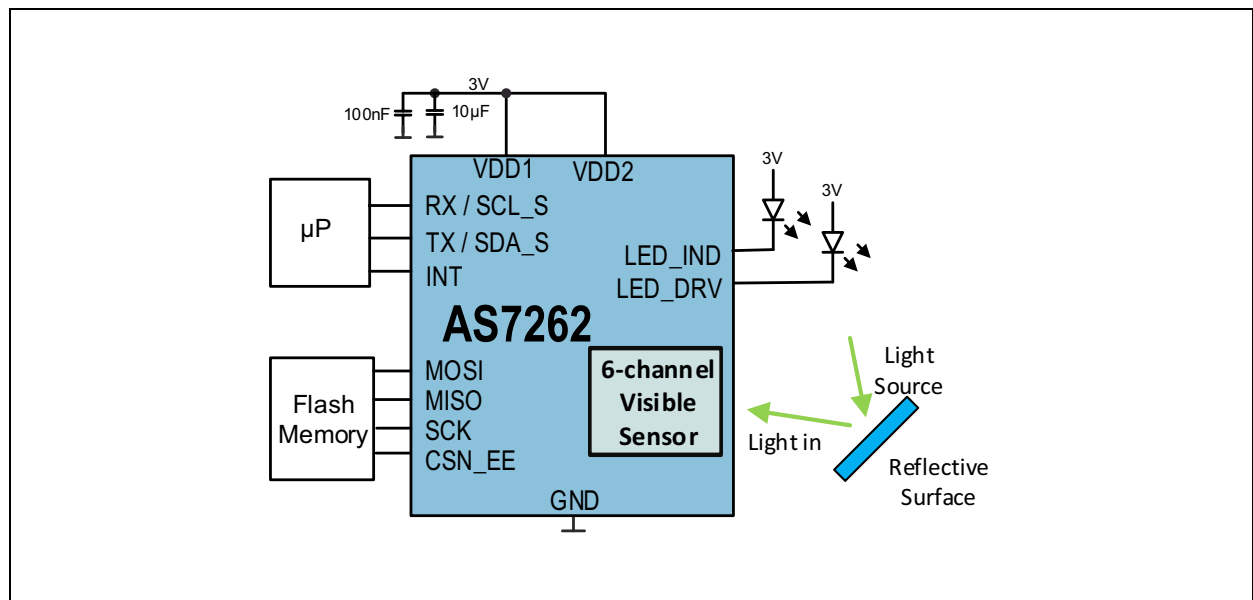 3V
100nF
10µF
VDD1
VDD2
3V
3V
µP
RX / SCL_S
TX / SDA_S
INT
LED_IND
LED_DRV
AS7262
Flash
Memory
MOSI
MISO
SCK
CSN_EE
6-channel
Visible
Sensor
Light
Source
Light in
Reflective
Surface
GND